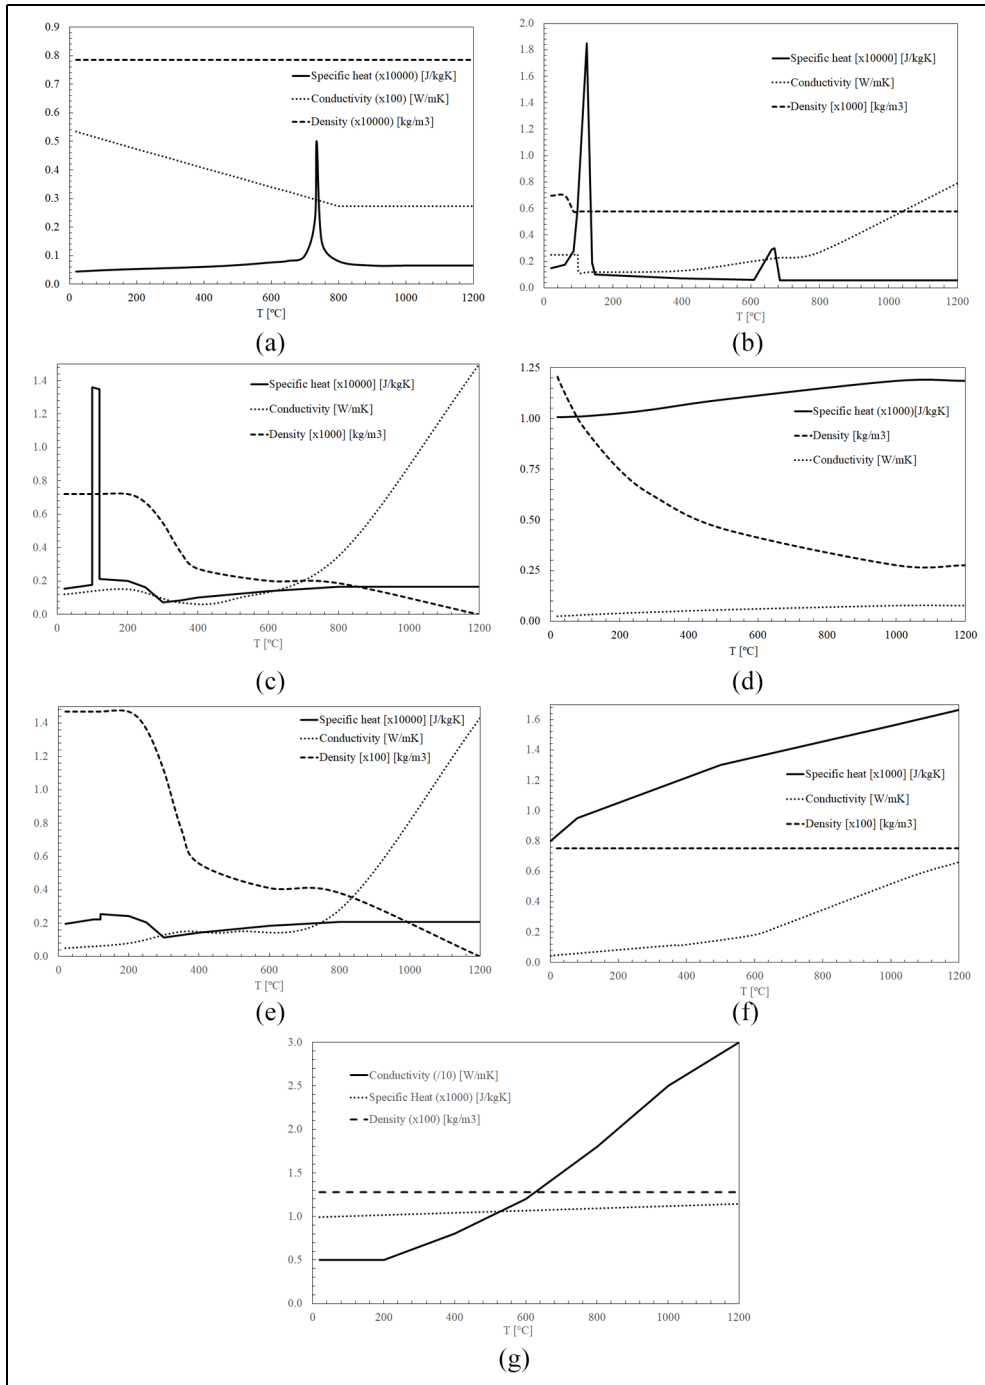 0.9
0.8
0.7
0.6
0.5
0.4
0.3
0.2
0.1
0.0
Specific heat (x10000) [J/kgK]
Conductivity (x100) [W/mK]
Density (x10000) [kg/m3]
0 200 400 600 800 1000 1200
T [ºC]
(a)
2.0
1.8
1.6
1.4
1.2
1.0
0.8
0.6
0.4
0.2
0.0
Specific heat [x10000] [J/kgK]
Conductivity [W/mK]
Density [x1000] [kg/m3]
0 200 400 600 800 1000 1200
T [ºC]
(b)
1.4
1.2
1.0
0.8
0.6
0.4
0.2
0.0
Specific heat [x10000] [J/kgK]
Conductivity [W/mK]
Density [x1000] [kg/m3]
0 200 400 600 800 1000 1200
T [ºC]
(c)
1.25
1.00
0.75
0.50
0.25
0.00
Specific heat (x1000)[J/kgK]
Density [kg/m3]
Conductivity [W/mK]
0 200 400 600 800 1000 1200
T [ºC]
(d)
1.4
1.2
1.0
0.8
0.6
0.4
0.2
0.0
Specific heat [x10000] [J/kgK]
Conductivity [W/mK]
Density [x100] [kg/m3]
0 200 400 600 800 1000 1200
T [ºC]
(e)
1.6
1.4
1.2
1.0
0.8
0.6
0.4
0.2
0.0
Specific heat [x1000] [J/kgK]
Conductivity [W/mK]
Density [x100] [kg/m3]
0 200 400 600 800 1000 1200
T [ºC]
(f)
3.0
2.5
2.0
1.5
1.0
0.5
0.0
Conductivity (/10) [W/mK]
Specific Heat (x1000) [J/kgK]
Density (x100) [kg/m3]
0 200 400 600 800 1000 1200
T [°C]
(g)